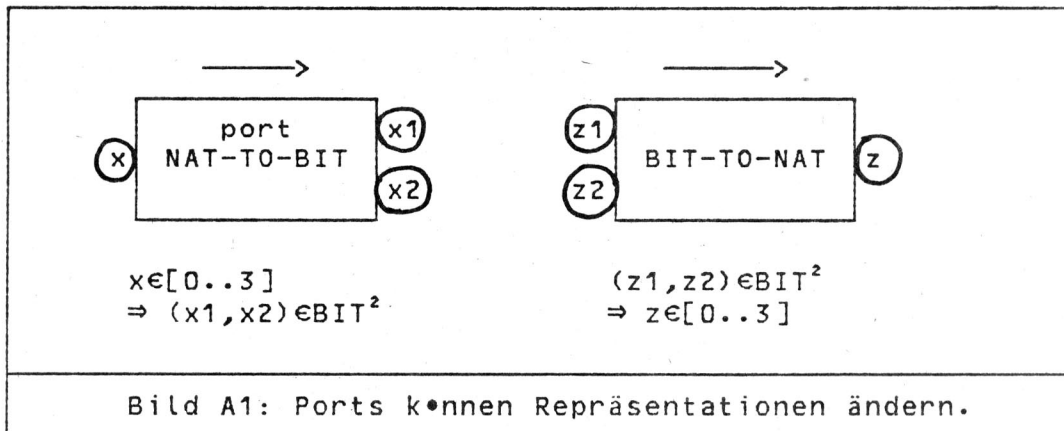 port
NAT-TO-BIT
x
x1
x2
x∈[0..3]
⇒ (x1,x2)∈BIT²
z1
z2
BIT-TO-NAT
z
(z1,z2)∈BIT²
⇒ z∈[0..3]
Bild A1: Ports k•nnen Repräsentationen ändern.